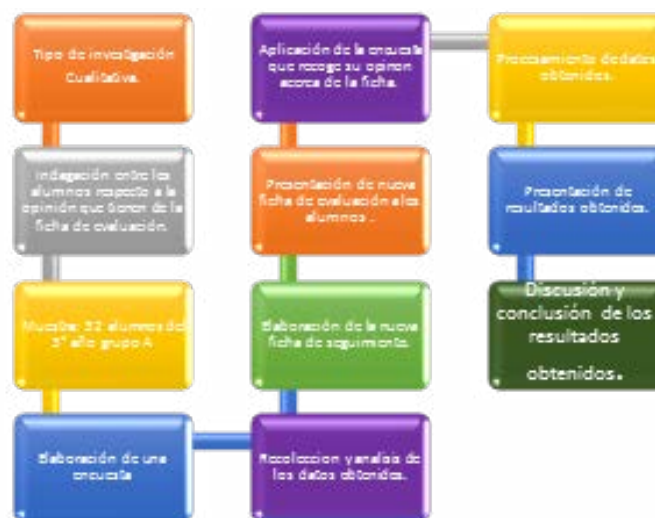 Tipo de investigación
Cualitativa.
Indagación entre los
alumnos respecto a la
opinión que tienen de la
ficha de evaluación.
Muestra: 32 alumnos del
3° año grupo A
Elaboración de una
encuesta
Recoleccion y analisis de
los datos obtenidos.
Elaboración de la nueva
ficha de seguimiento.
Presentación de nueva
ficha de evaluación a los
alumnos .
Aplicación de la encuesta
que recoge su opinon
acerca de la ficha.
Procesamiento de datos
obtenidos.
Presentación de
resultados obtenidos.
Discusión y
conclusión de los
resultados
obtenidos.